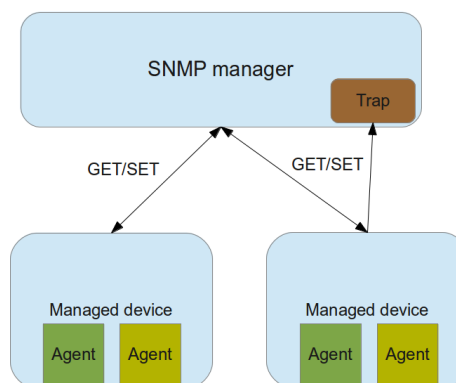 SNMP manager
Trap
GET/SET
GET/SET
Managed device
Managed device
Agent
Agent
Agent
Agent